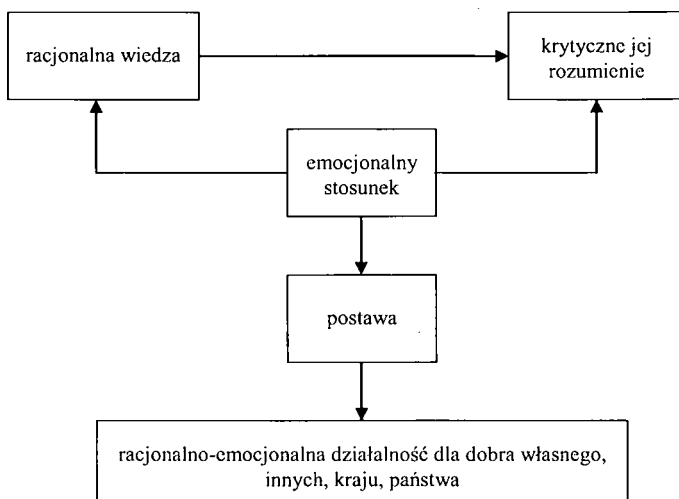 racjonalna wiedza
krytyczne jej
rozumienie
emocjonalny
stosunek
postawa
racjonalno-emocjonalna działalność dla dobra własnego,
innych, kraju, państwa